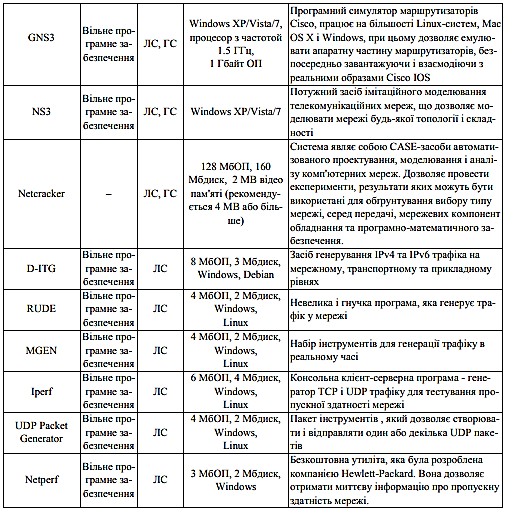 GNS3
Вільне про-
грамне за-
безпечення
ЛС, ГС
Windows XP/Vista/7,
процесор з частотой
1.5 ГГц,
1 Гбайт ОП
Програмний симулятор маршрутизаторів
Cisco, працює на більшості Linux-систем, Mac
OS X і Windows, при цьому дозволяє емулюю-
вати апаратну частину маршрутизаторів, без-
посередньо завантажуючи і взаємодіючи з
реальними образами Cisco IOS
NS3
Вільне про-
грамне за-
безпечення
ЛС, ГС
Windows XP/Vista/7
Потужний засіб імітаційного моделювання
телекомунікаційних мереж, що дозволяє мо-
делювати мережі будь-якої топології і склад-
ності
Netcracker
–
ЛС, ГС
128 МбОП, 160
Мбдиск, 2 MB відео
пам'яті (рекоменду-
ується 4 MB або біль-
ше)
Система являє собою CASE-засоби автомати-
зованого проектування, моделювання і аналі-
зу комп'ютерних мереж. Дозволяє провести
експерименти, результати яких можуть бути
використані для обґрунтування вибору типу
мережі, серед передачі, мережевих компонент
обладнання та програмно-математичного за-
безпечення.
D-ITG
Вільне про-
грамне за-
безпечення
ЛС
8 МбОП, 3 Мбдиск,
Windows, Debian
Засіб генерування IPv4 та IPv6 трафіка на
мережному, транспортному та прикладному
рівнях
RUDE
Вільне про-
грамне за-
безпечення
ЛС
4 МбОП, 2 Мбдиск,
Windows,
Linux
Невелика і гнучка програма, яка генерує тра-
фік у мережі
MGEN
Вільне про-
грамне за-
безпечення
ЛС
4 МбОП, 2 Мбдиск,
Windows,
Linux
Набір інструментів для генерації трафіку в
реальному часі
Iperf
Вільне про-
грамне за-
безпечення
ЛС
6 МбОП, 4 Мбдиск,
Windows,
Linux
Консольна клієнт-серверна програма - гене-
ратор TCP і UDP трафіку для тестування про-
пускної здатності мережі
UDP Packet
Generator
Вільне про-
грамне за-
безпечення
ЛС
4 МбОП, 2 Мбдиск,
Windows,
Linux
Пакет інструментів , який дозволяє створюва-
ти і відправляти один або декілька UDP паке-
тів
Netperf
Вільне про-
грамне за-
безпечення
ЛС
3 МбОП, 2 Мбдиск,
Windows
Безкоштовна утиліта, яка була розроблена
компанією Hewlett-Packard. Вона дозволяє
отримати миттєву інформацію про пропускну
здатність мережі.